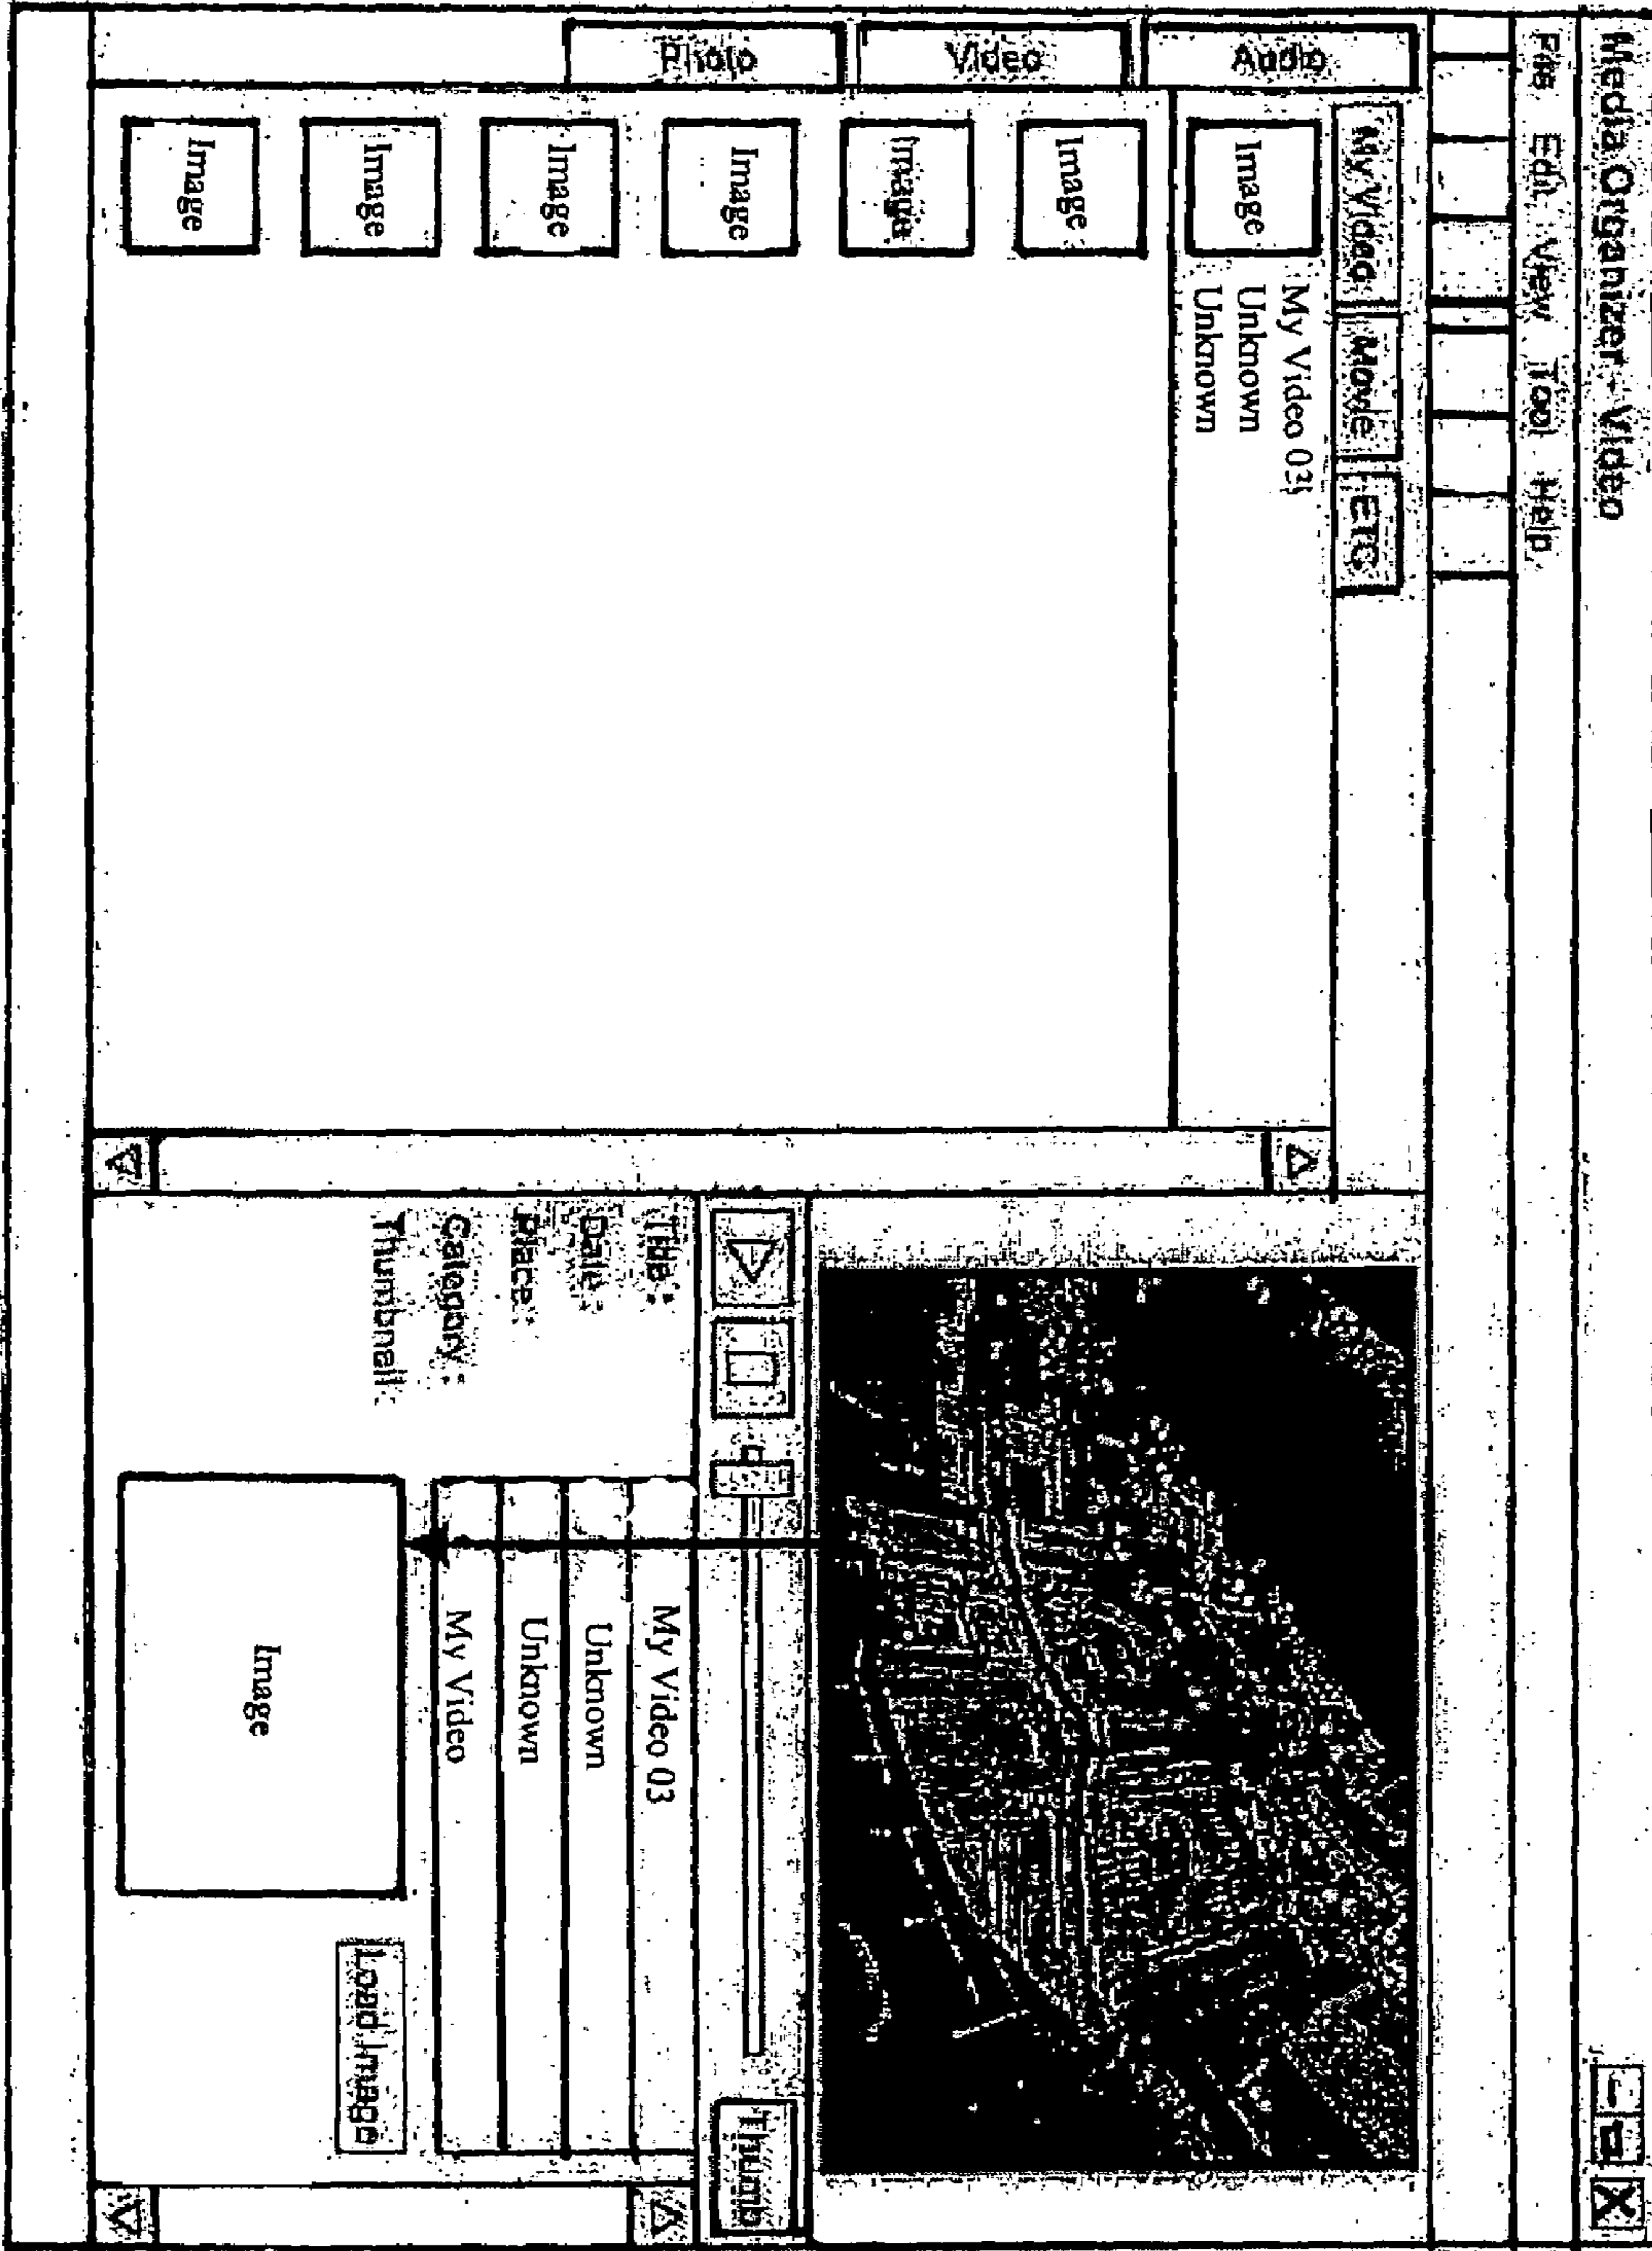 Media Organizer - Video
File Edit View Tool Help
My Video Movie ETC
Audio
Video
Photo
Image
My Video 03
Unknown
Unknown
Image
Image
Image
Image
Image
Image
Thumb
Title : My Video 03
Date : Unknown
Place : Unknown
Category : My Video
Thumbnail :
Image
Load Image